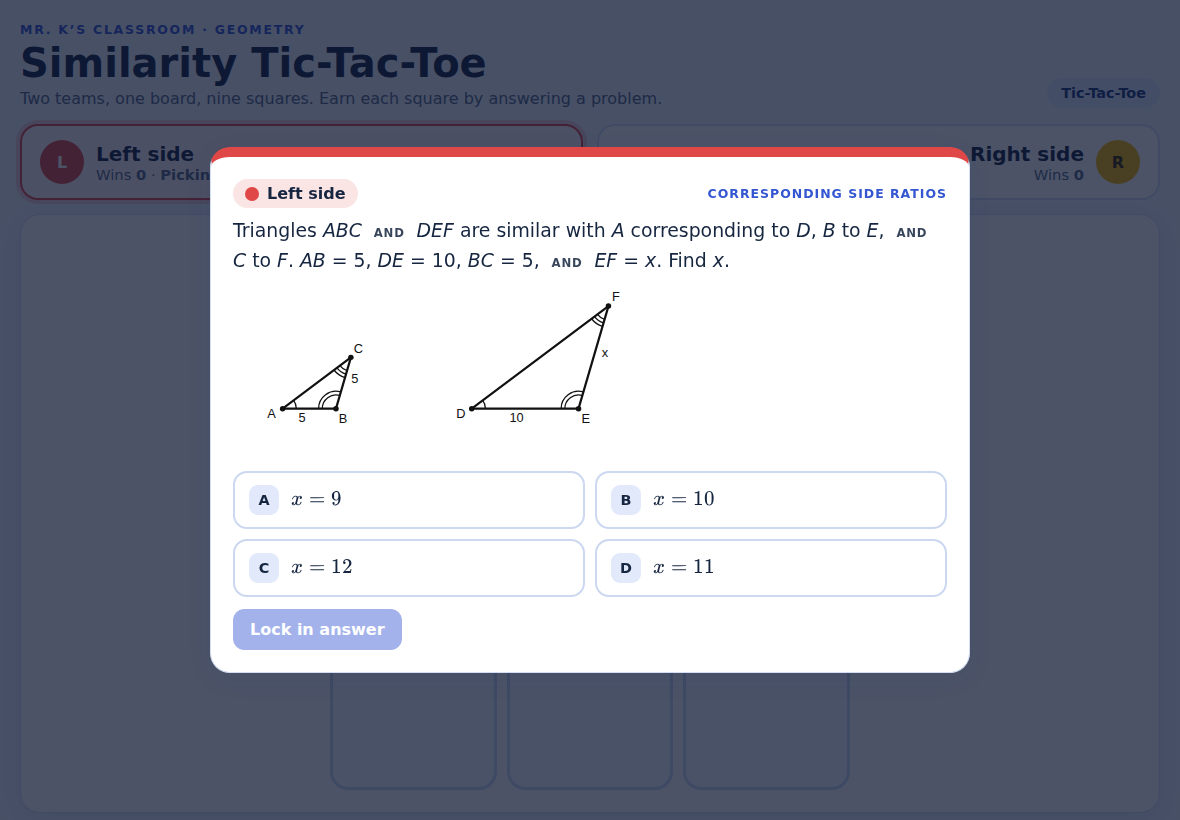 MR. K’S CLASSROOM · GEOMETRY
Similarity Tic-Tac-Toe
Two teams, one board, nine squares. Earn each square by answering a problem.
Tic-Tac-Toe
L
Left side
Wins 0 · Pickin
Right side
Wins 0
R
Left side
CORRESPONDING SIDE RATIOS
Triangles ABC AND DEF are similar with A corresponding to D, B to E, AND
C to F. AB = 5, DE = 10, BC = 5, AND EF = x. Find x.
F
C
x
5
A
5
B
D
10
E
A x = 9
B x = 10
C x = 12
D x = 11
Lock in answer